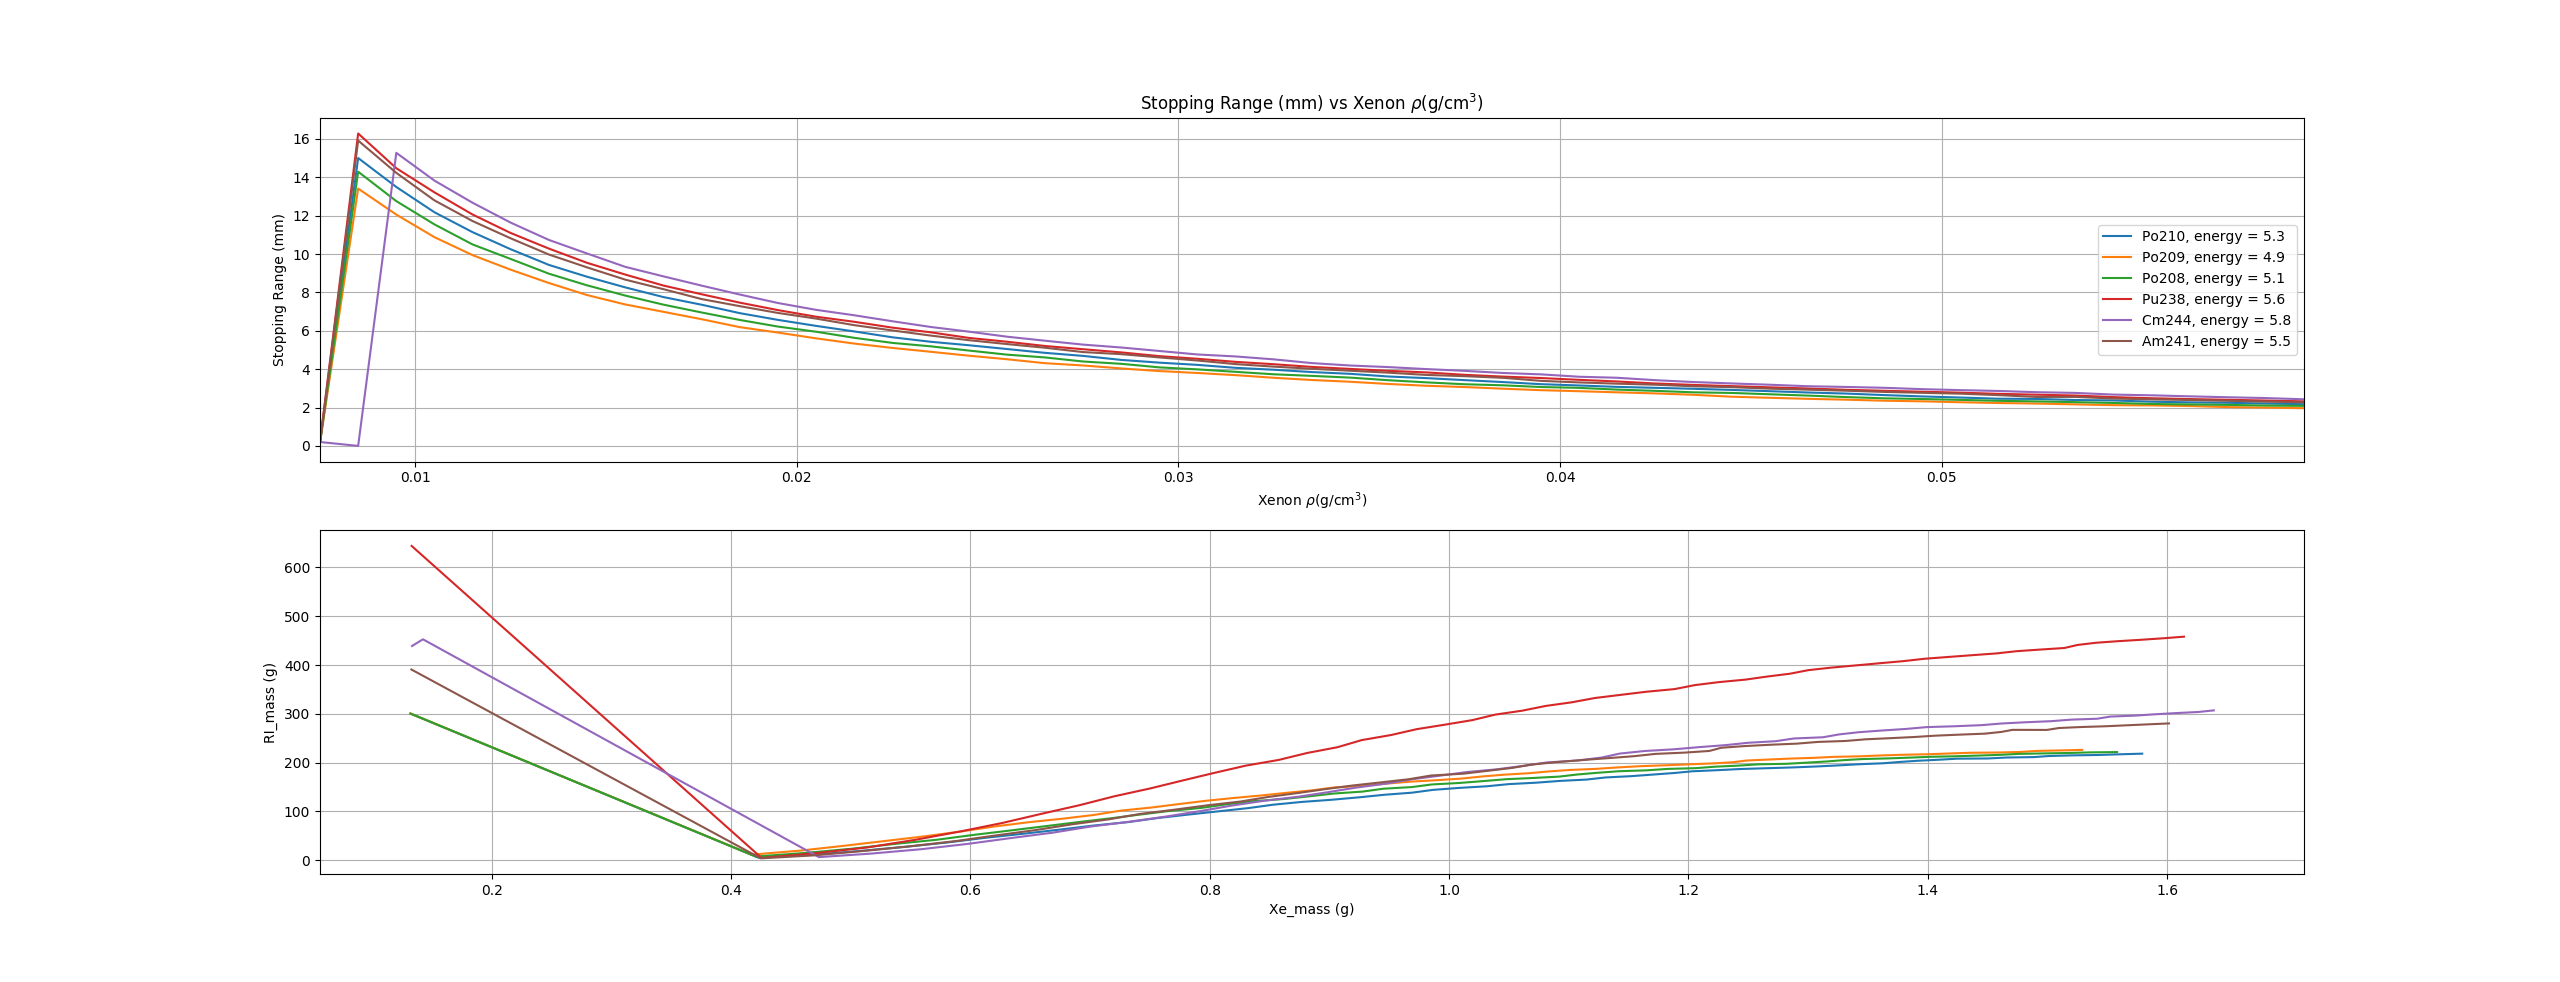 Stopping Range (mm) vs Xenon ρ(g/cm³)
16
14
12
10
8
6
4
2
0
Stopping Range (mm)
Po210, energy = 5.3
Po209, energy = 4.9
Po208, energy = 5.1
Pu238, energy = 5.6
Cm244, energy = 5.8
Am241, energy = 5.5
0.01 0.02 0.03 0.04 0.05
Xenon ρ(g/cm³)
600
500
400
300
200
100
0
RI_mass (g)
0.2 0.4 0.6 0.8 1.0 1.2 1.4 1.6
Xe_mass (g)